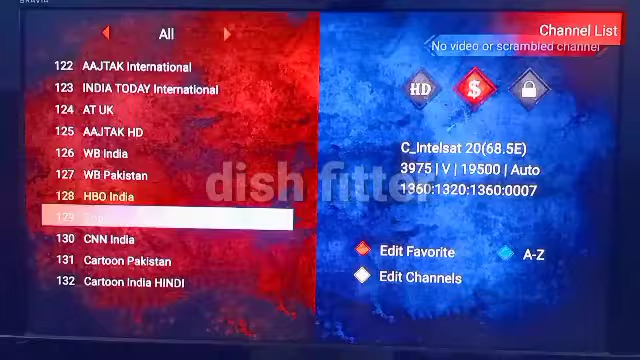 BRAVIA
Channel List
All
No video or scrambled channel
122 AAJTAK International
123 INDIA TODAY International
124 AT UK
125 AAJTAK HD
126 WB India
127 WB Pakistan
128 HBO India
129
130 CNN India
131 Cartoon Pakistan
132 Cartoon India HINDI
HD
$
C_Intelsat 20(68.5E)
3975 | V | 19500 | Auto
1360:1320:1360:0007
dish fitter
Edit Favorite
A-Z
Edit Channels